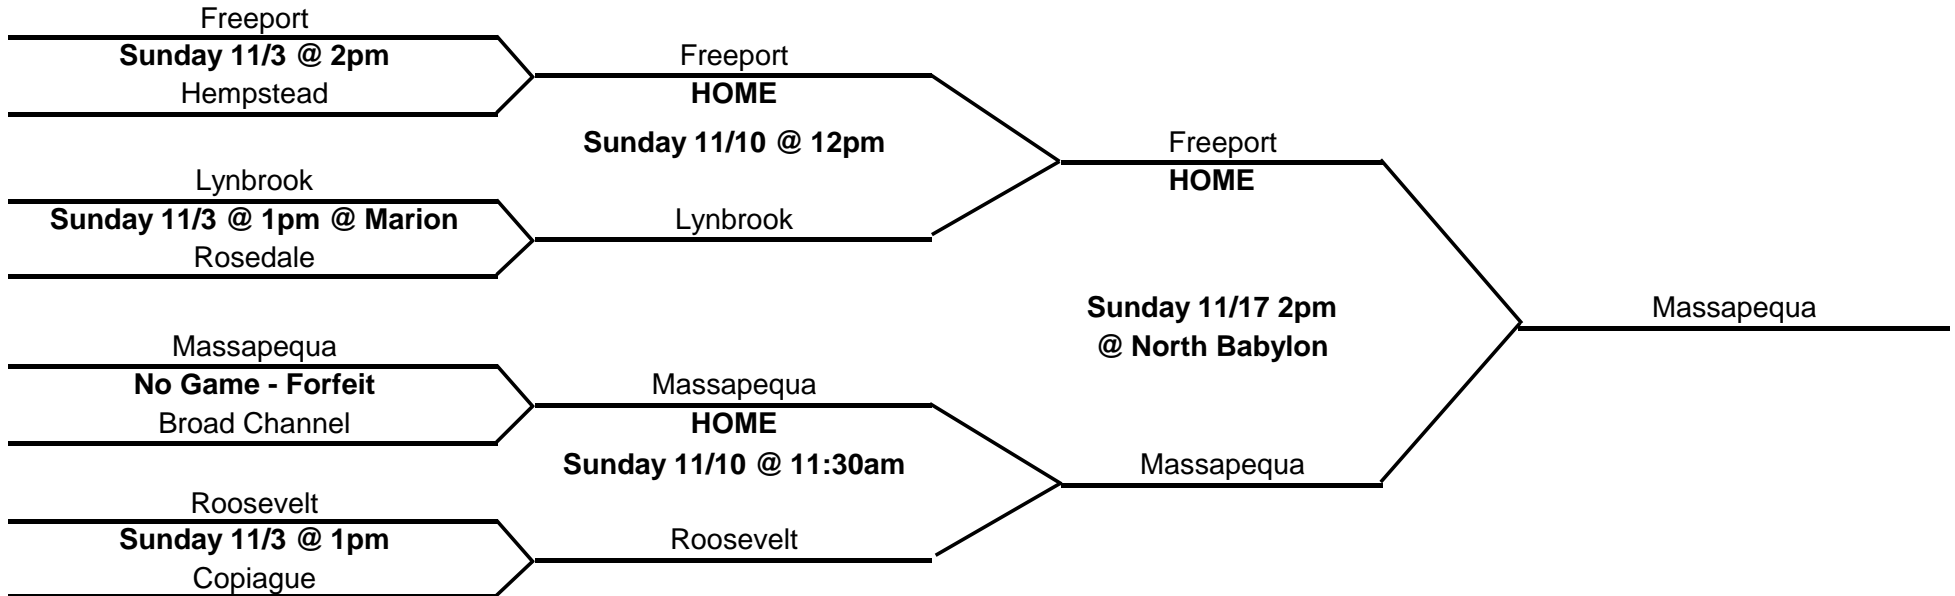 Freeport
Sunday 11/3 @ 2pm
Hempstead
Lynbrook
Sunday 11/3 @ 1pm @ Marion
Rosedale
Massapequa
No Game - Forfeit
Broad Channel
Roosevelt
Sunday 11/3 @ 1pm
Copiague
Freeport
HOME
Sunday 11/10 @ 12pm
Lynbrook
Massapequa
HOME
Sunday 11/10 @ 11:30am
Roosevelt
Freeport
HOME
Sunday 11/17 2pm
@ North Babylon
Massapequa
Massapequa